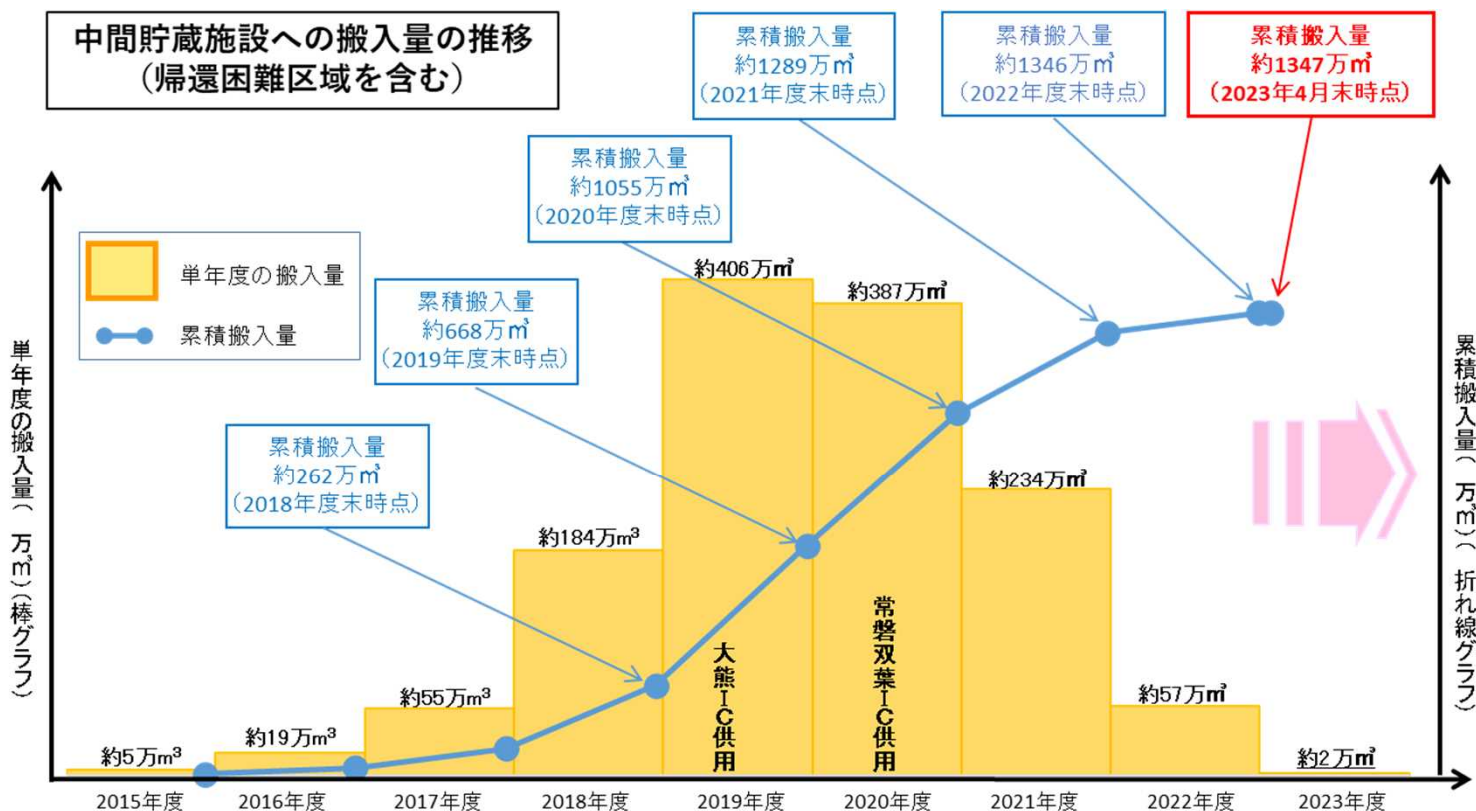 中間貯蔵施設への搬入量の推移
(帰還困難区域を含む)
累積搬入量
約1289万㎥
(2021年度末時点)
累積搬入量
約1346万㎥
(2022年度末時点)
累積搬入量
約1347万㎥
(2023年4月末時点)
累積搬入量
約1055万㎥
(2020年度末時点)
単年度の搬入量
累積搬入量
累積搬入量
約668万㎥
(2019年度末時点)
累積搬入量
約262万㎥
(2018年度末時点)
単年度の搬入量(万㎥)(棒グラフ)
累積搬入量(万㎥)(折れ線グラフ)
約5万m³
約19万m³
約55万m³
約184万m³
約406万㎥
約387万㎥
約234万㎥
約57万㎥
約2万㎥
大熊IC供用
常磐双葉IC供用
2015年度
2016年度
2017年度
2018年度
2019年度
2020年度
2021年度
2022年度
2023年度